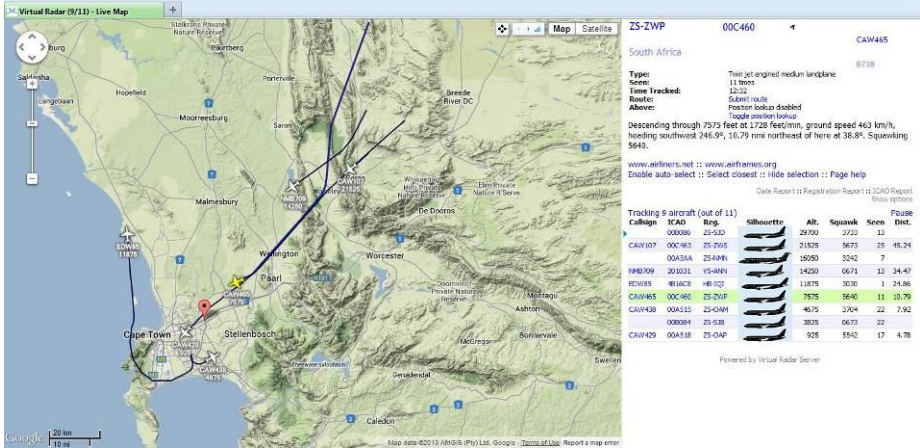 Virtual Radar (9/11) - Live Map
+
Map
Satellite
Piketberg
Porterville
Saldanha
Langebaan
Hopefield
Moorreesburg
Saron
Breede
River DC
CAW107
21525
NMB709
14250
Malmesbury
De Doorns
EDW85
11875
Wellington
Paarl
Worcester
CAW465
7575
Montagu
Ashton
Cape Town
Stellenbosch
Bonnievale
CAW429
CAW438
4675
McGregor
Genadendal
Caledon
Google
20 km
10 mi
Map data ©2013 AfriGIS (Pty) Ltd, Google - Terms of Use Report a map error
ZS-ZWP 00C460
CAW465
South Africa
B738
Type: Twin jet engined medium landplane
Seen: 11 times
Time Tracked: 12:32
Route: Submit route
Above: Position lookup disabled
Toggle position lookup
Descending through 7575 feet at 1728 feet/min, ground speed 463 km/h,
heading southwest 246.9°, 10.79 nmi northeast of here at 38.8°. Squawking
5640.
www.airliners.net :: www.airframes.org
Enable auto-select :: Select closest :: Hide selection :: Page help
Date Report :: Registration Report :: ICAO Report
Show options
Tracking 9 aircraft (out of 11) Pause
Callsign ICAO Reg. Silhouette Alt. Squawk Seen Dist.
00B086 ZS-SJO 29700 3733 13
CAW107 00C463 ZS-ZWS 21525 5673 25 45.24
00A3AA ZS-NMN 16050 3242 7
NMB709 201031 V5-ANN 14250 0671 13 34.47
EDW85 4B16C8 HB-IQI 11875 3030 1 24.86
CAW465 00C460 ZS-ZWP 7575 5640 11 10.79
CAW438 00A515 ZS-OAM 4675 3704 22 7.92
00B084 ZS-SJB 3825 0673 22
CAW429 00A518 ZS-OAP 925 5542 17 4.78
Powered by Virtual Radar Server